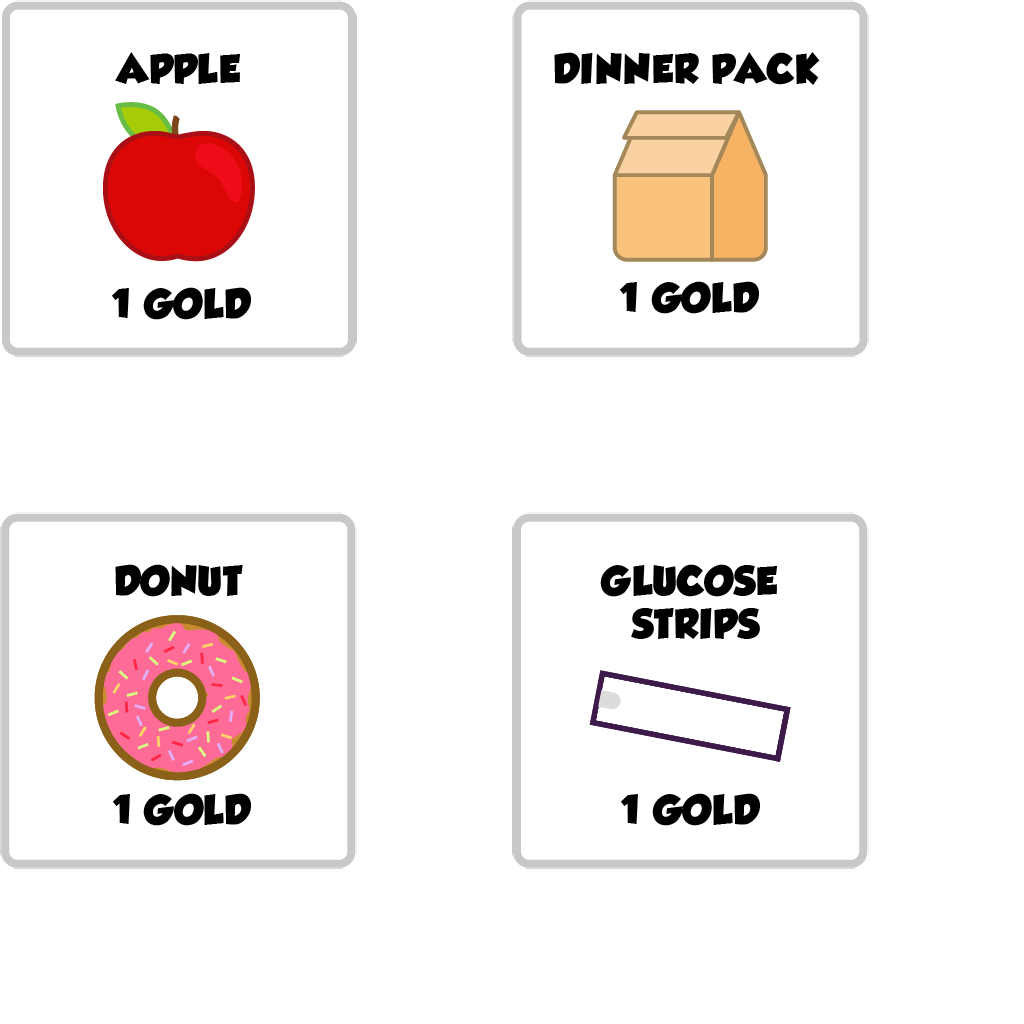 APPLE
1 GOLD
DINNER PACK
1 GOLD
DONUT
1 GOLD
GLUCOSE
STRIPS
1 GOLD